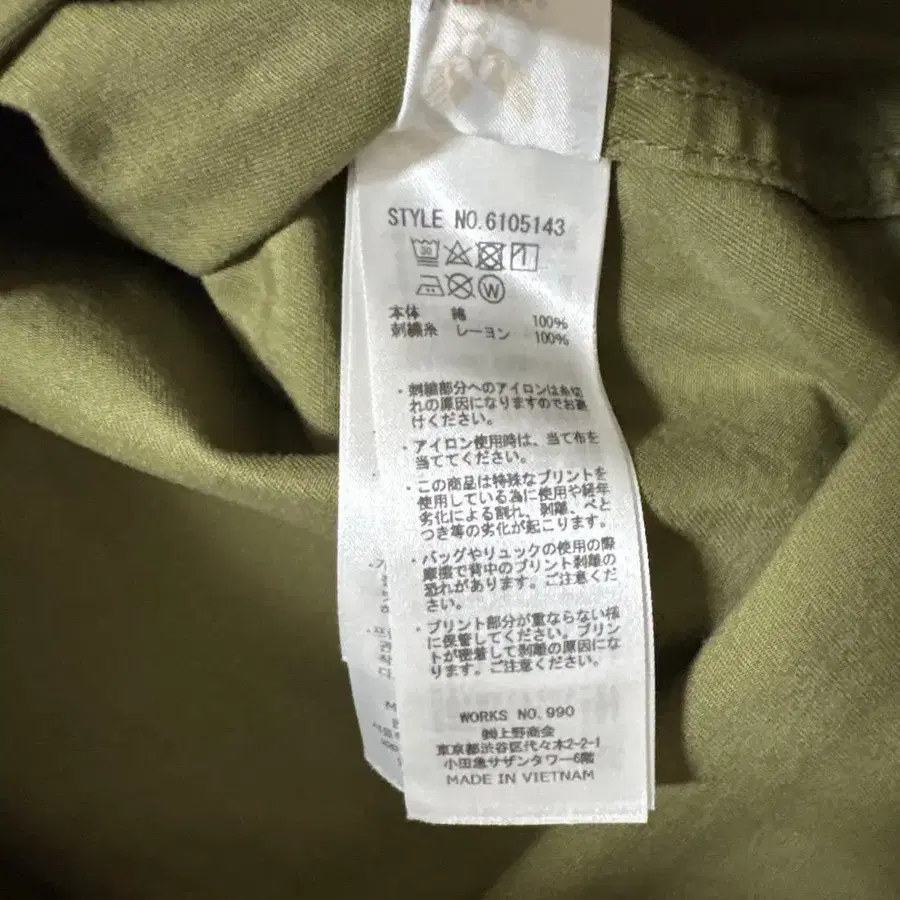 STYLE NO.6105143
30
W
本体 綿 100%
刺繍糸 レーヨン 100%
・刺繍部分へのアイロンは糸切
れの原因になりますのでお避
けください。
・アイロン使用時は、当て布を
当ててください。
・この商品は特殊なプリントを
使用している為に使用や経年
劣化による割れ、剥離、べと
つき等の劣化が起こります。
・バッグやリュックの使用の際
摩擦で背中のプリント剥離の
恐れがあります。ご注意くだ
さい。
・プリント部分が重ならない様
に保管してください。プリン
トが密着して剥離の原因にな
ります。ご注意ください。
WORKS NO.990
㈱上野商会
東京都渋谷区代々木2-2-1
小田急サザンタワー6階
MADE IN VIETNAM